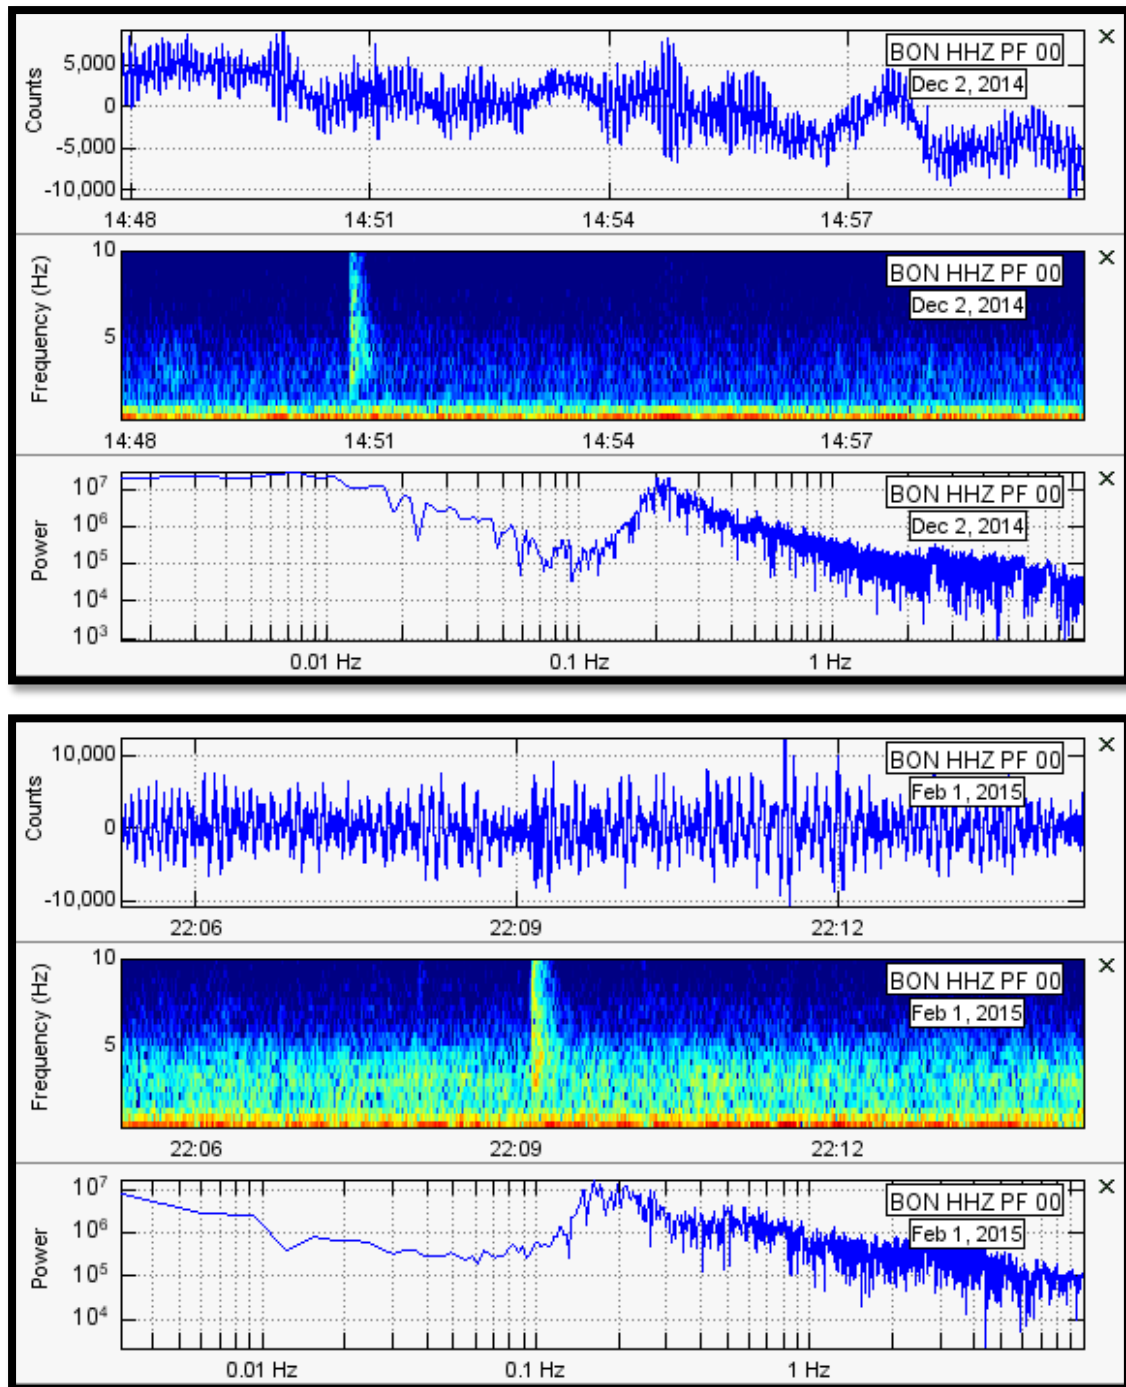 Counts
5,000
0
-5,000
-10,000
BON HHZ PF 00
Dec 2, 2014
14:48 14:51 14:54 14:57
Frequency (Hz)
10
5
BON HHZ PF 00
Dec 2, 2014
14:48 14:51 14:54 14:57
Power
10⁷
10⁶
10⁵
10⁴
10³
BON HHZ PF 00
Dec 2, 2014
0.01 Hz 0.1 Hz 1 Hz
Counts
10,000
0
-10,000
BON HHZ PF 00
Feb 1, 2015
22:06 22:09 22:12
Frequency (Hz)
10
5
BON HHZ PF 00
Feb 1, 2015
22:06 22:09 22:12
Power
10⁷
10⁶
10⁵
10⁴
BON HHZ PF 00
Feb 1, 2015
0.01 Hz 0.1 Hz 1 Hz